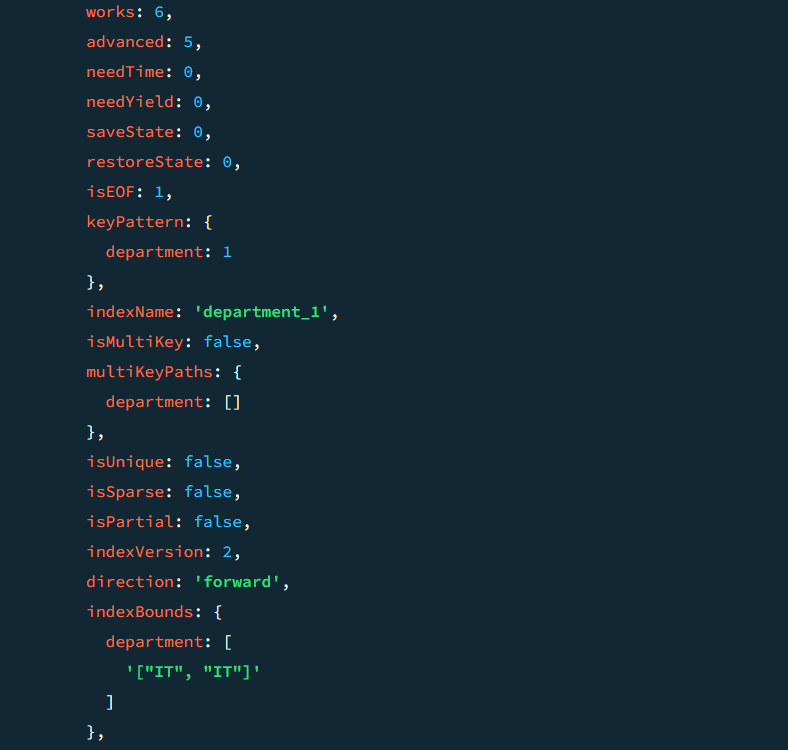 works: 6,
advanced: 5,
needTime: 0,
needYield: 0,
saveState: 0,
restoreState: 0,
isEOF: 1,
keyPattern: {
  department: 1
},
indexName: 'department_1',
isMultiKey: false,
multiKeyPaths: {
  department: []
},
isUnique: false,
isSparse: false,
isPartial: false,
indexVersion: 2,
direction: 'forward',
indexBounds: {
  department: [
    '["IT", "IT"]'
  ]
},